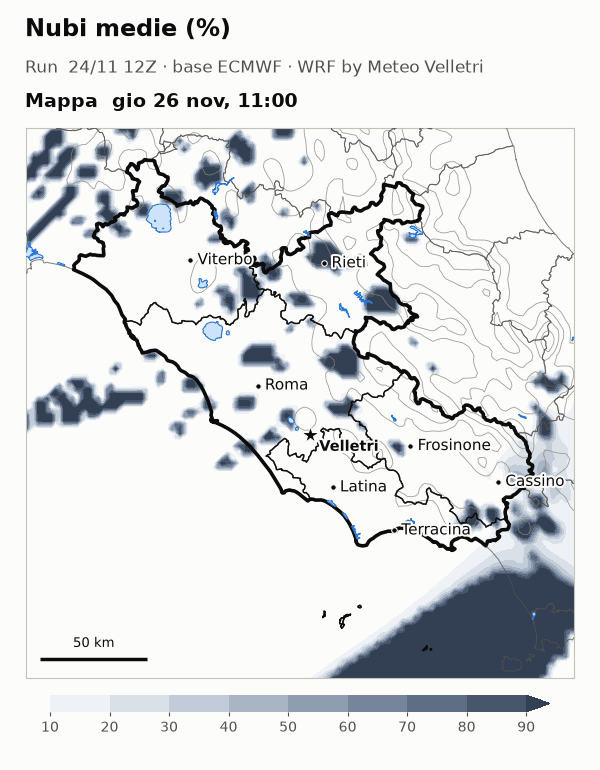 Nubi medie (%)
Run 24/11 12Z · base ECMWF · WRF by Meteo Velletri
Mappa gio 26 nov, 11:00
Viterbo
Rieti
Roma
Velletri
Frosinone
Cassino
Latina
Terracina
50 km
10 20 30 40 50 60 70 80 90